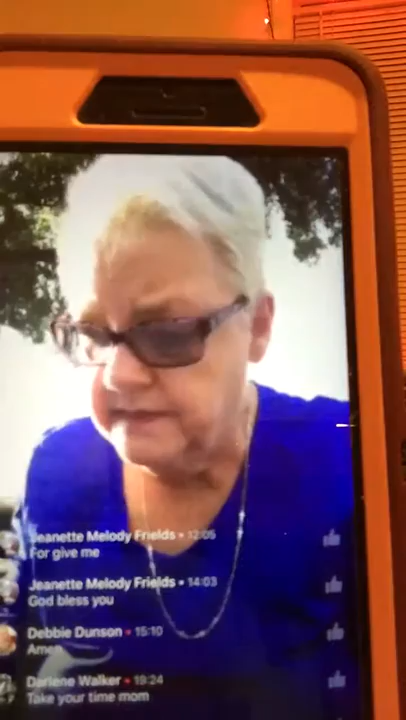 Jeanette Melody Frields • 12:05
For give me
Jeanette Melody Frields • 14:03
God bless you
Debbie Dunson • 15:10
Amen
Darlene Walker • 19:24
Take your time mom